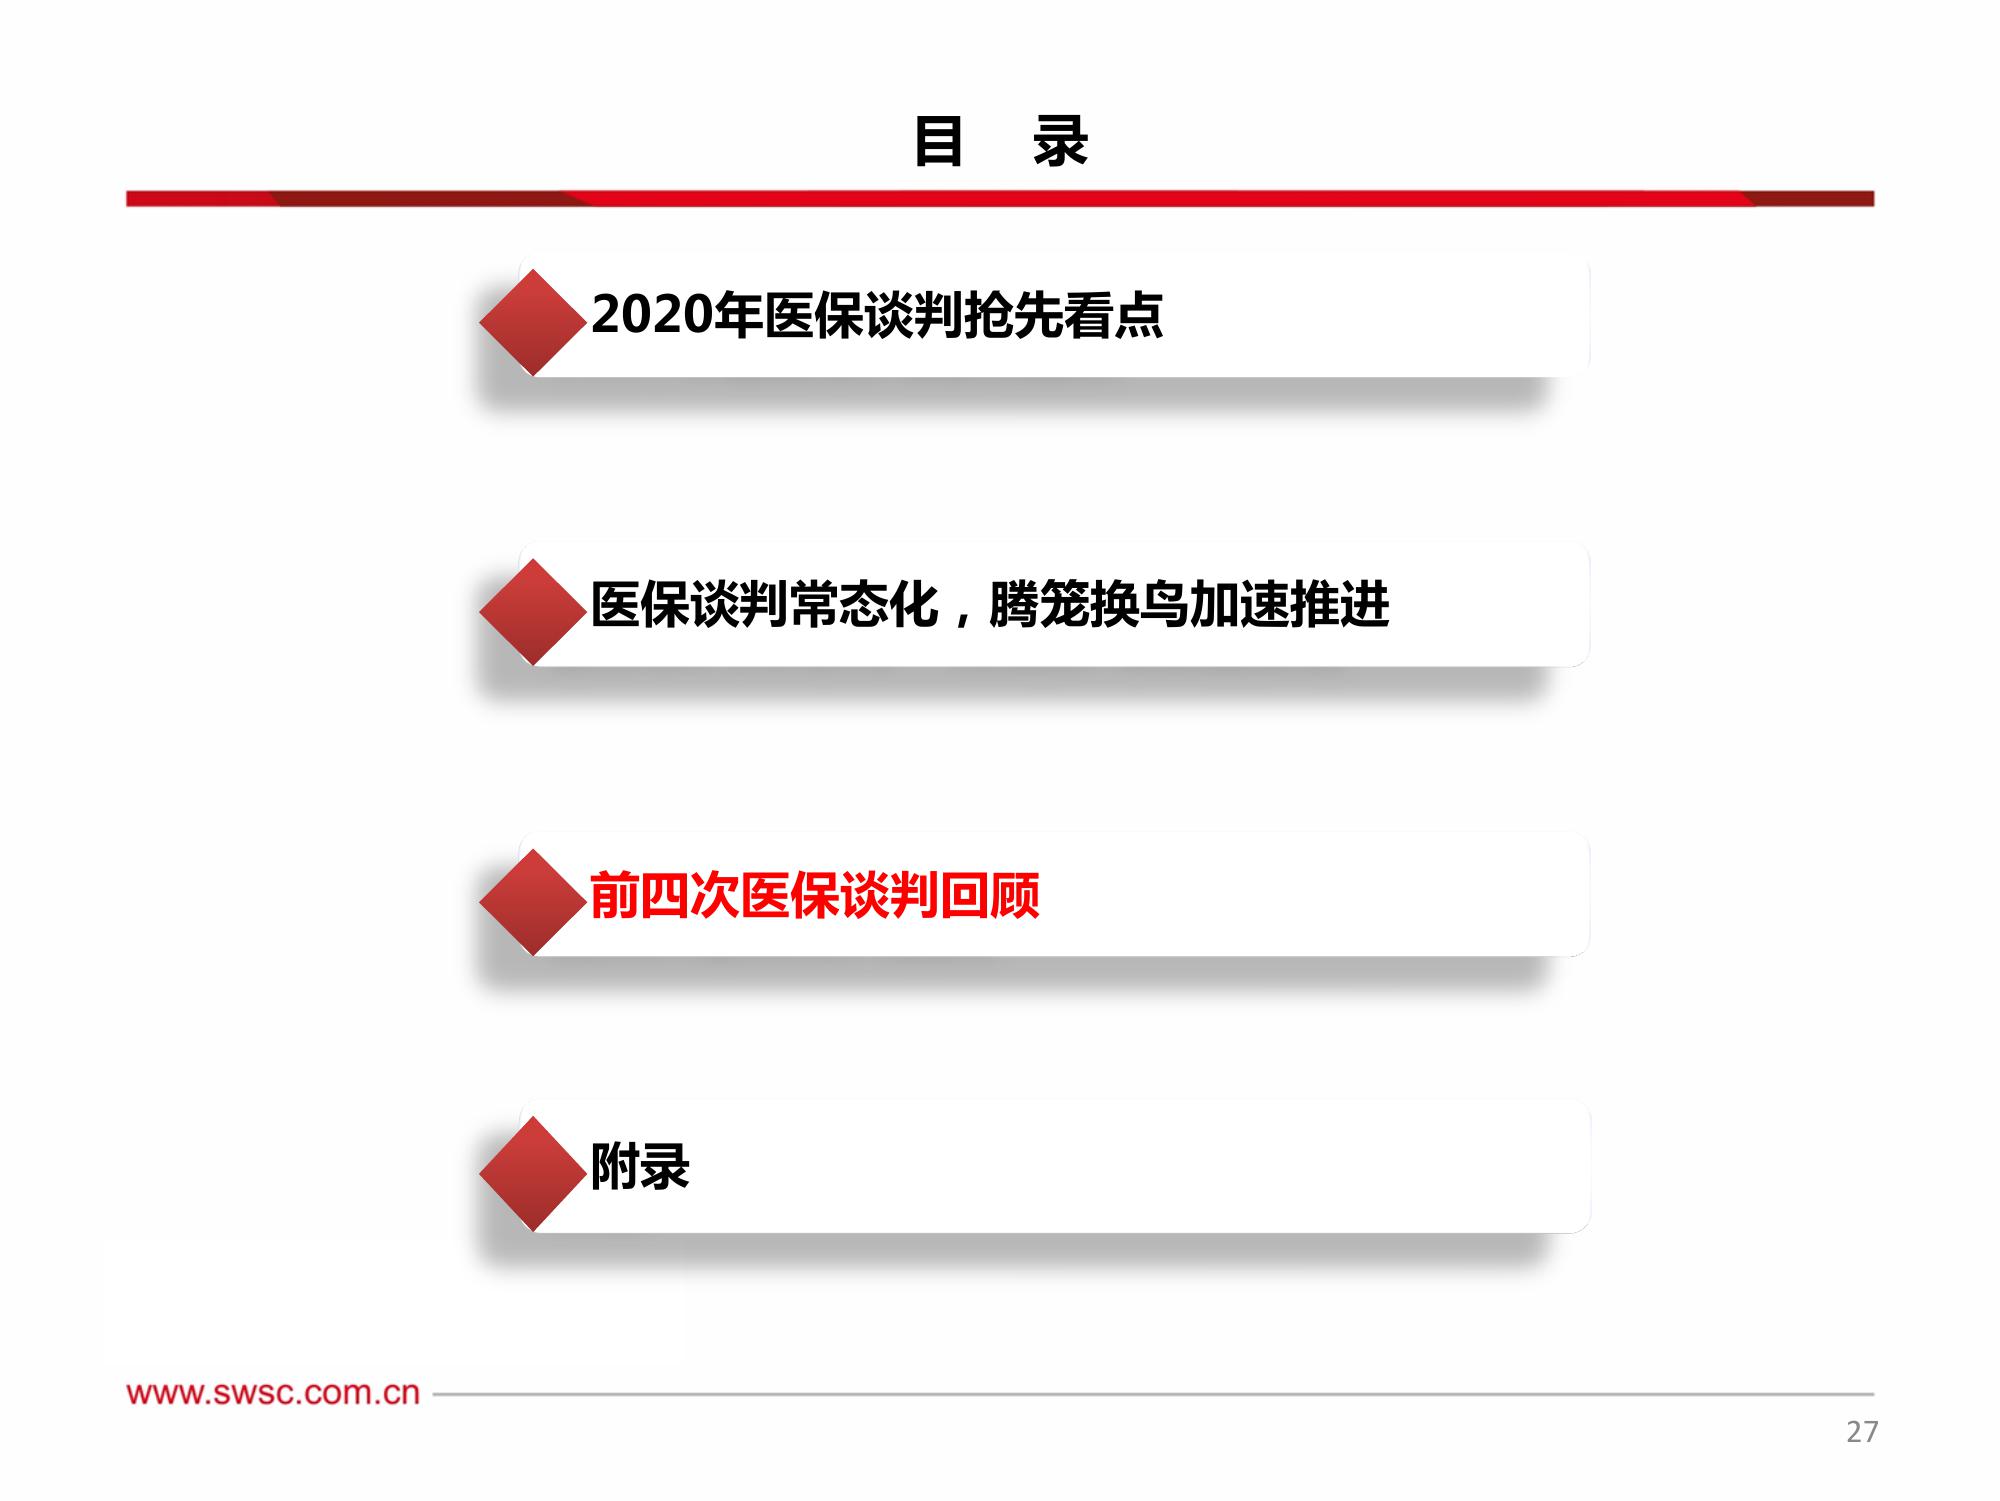 目 录
2020年医保谈判抢先看点
医保谈判常态化，腾笼换鸟加速推进
前四次医保谈判回顾
附录
www.swsc.com.cn
27